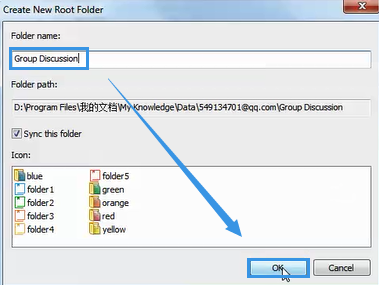 Create New Root Folder
Folder name:
Group Discussion
Folder path:
D:\Program Files\我的文档\My Knowledge\Data\549134701@qq.com\Group Discussion
Sync this folder
Icon:
blue folder5
folder1 green
folder2 orange
folder3 red
folder4 yellow
OK Cancel